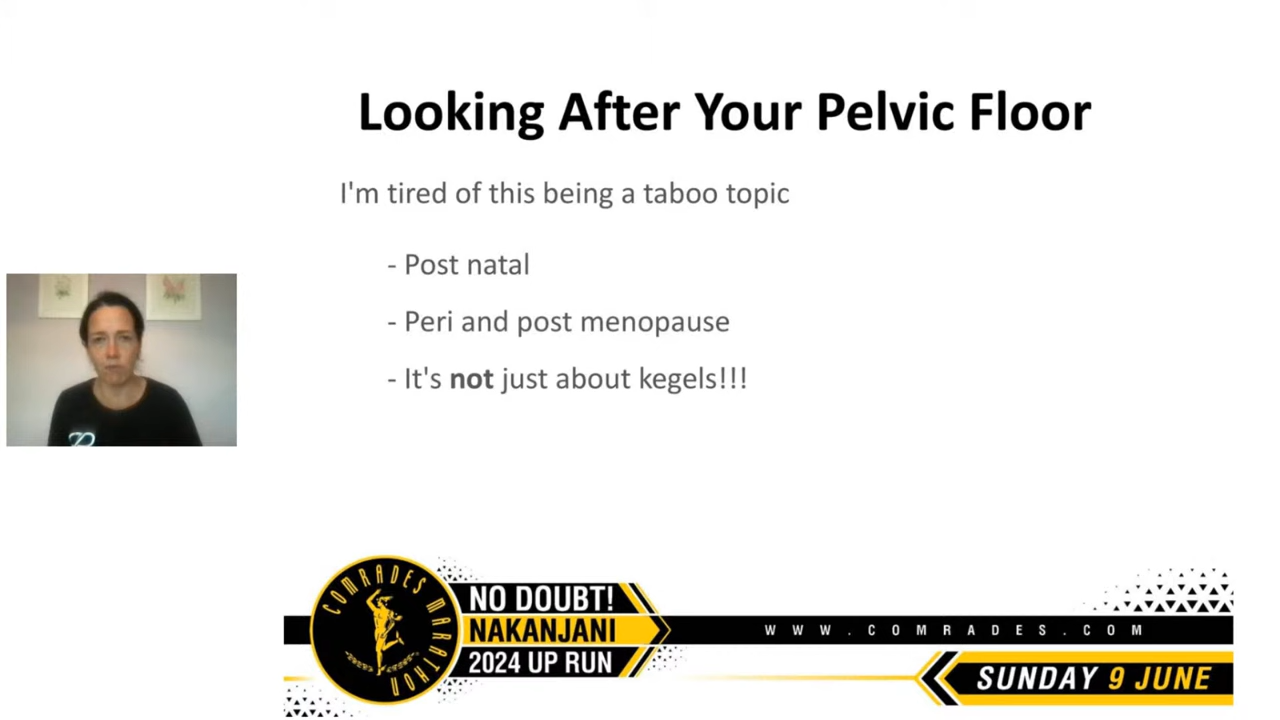 Looking After Your Pelvic Floor
I'm tired of this being a taboo topic
- Post natal
- Peri and post menopause
- It's not just about kegels!!!
COMRADES MARATHON
NO DOUBT!
NAKANJANI
2024 UP RUN
WWW.COMRADES.COM
SUNDAY 9 JUNE